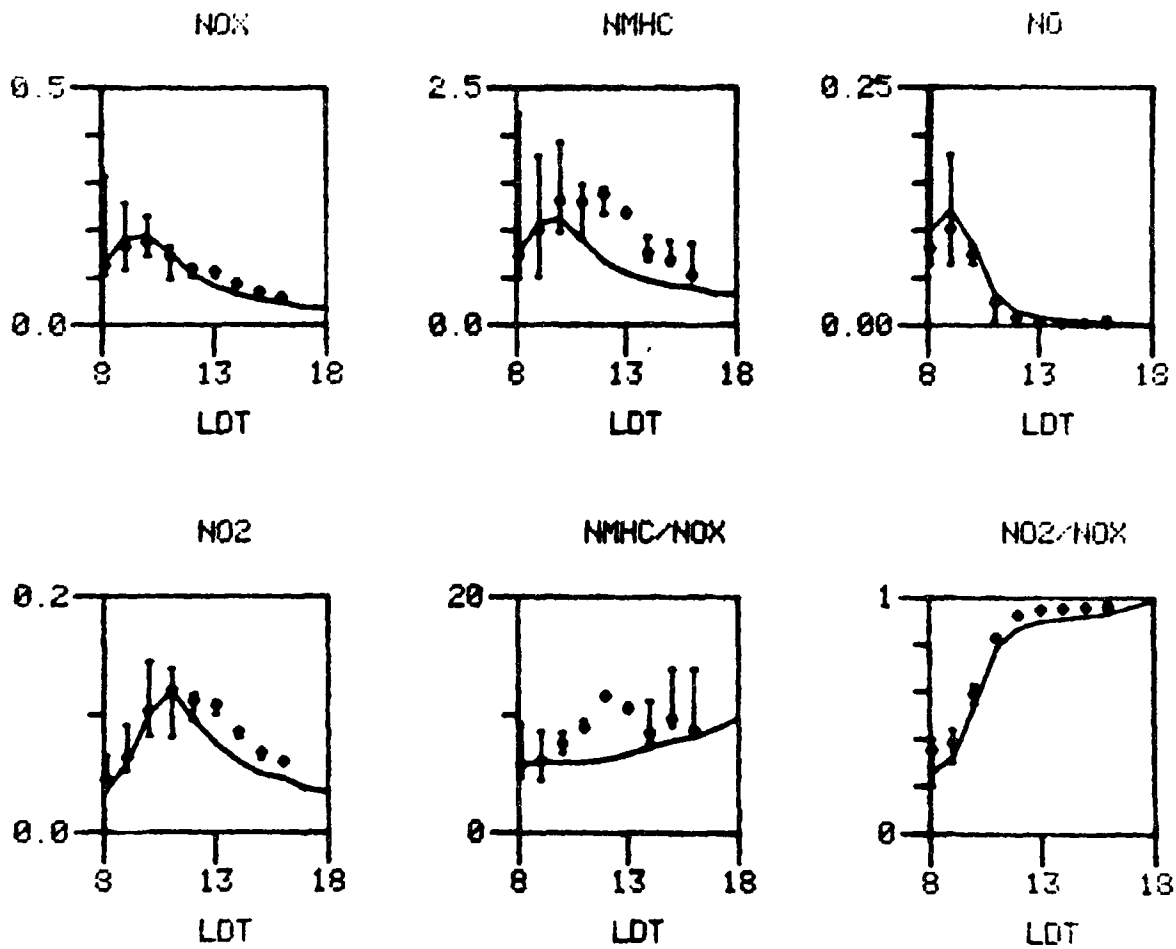 NOX NMHC NO
0.5 2.5 0.25
0.0 0.0 0.00
8 13 18 8 13 18 8 13 18
LDT LDT LDT
NO2 NMHC/NOX NO2/NOX
0.2 20 1
0.0 0 0
8 13 18 8 13 18 8 13 18
LDT LDT LDT